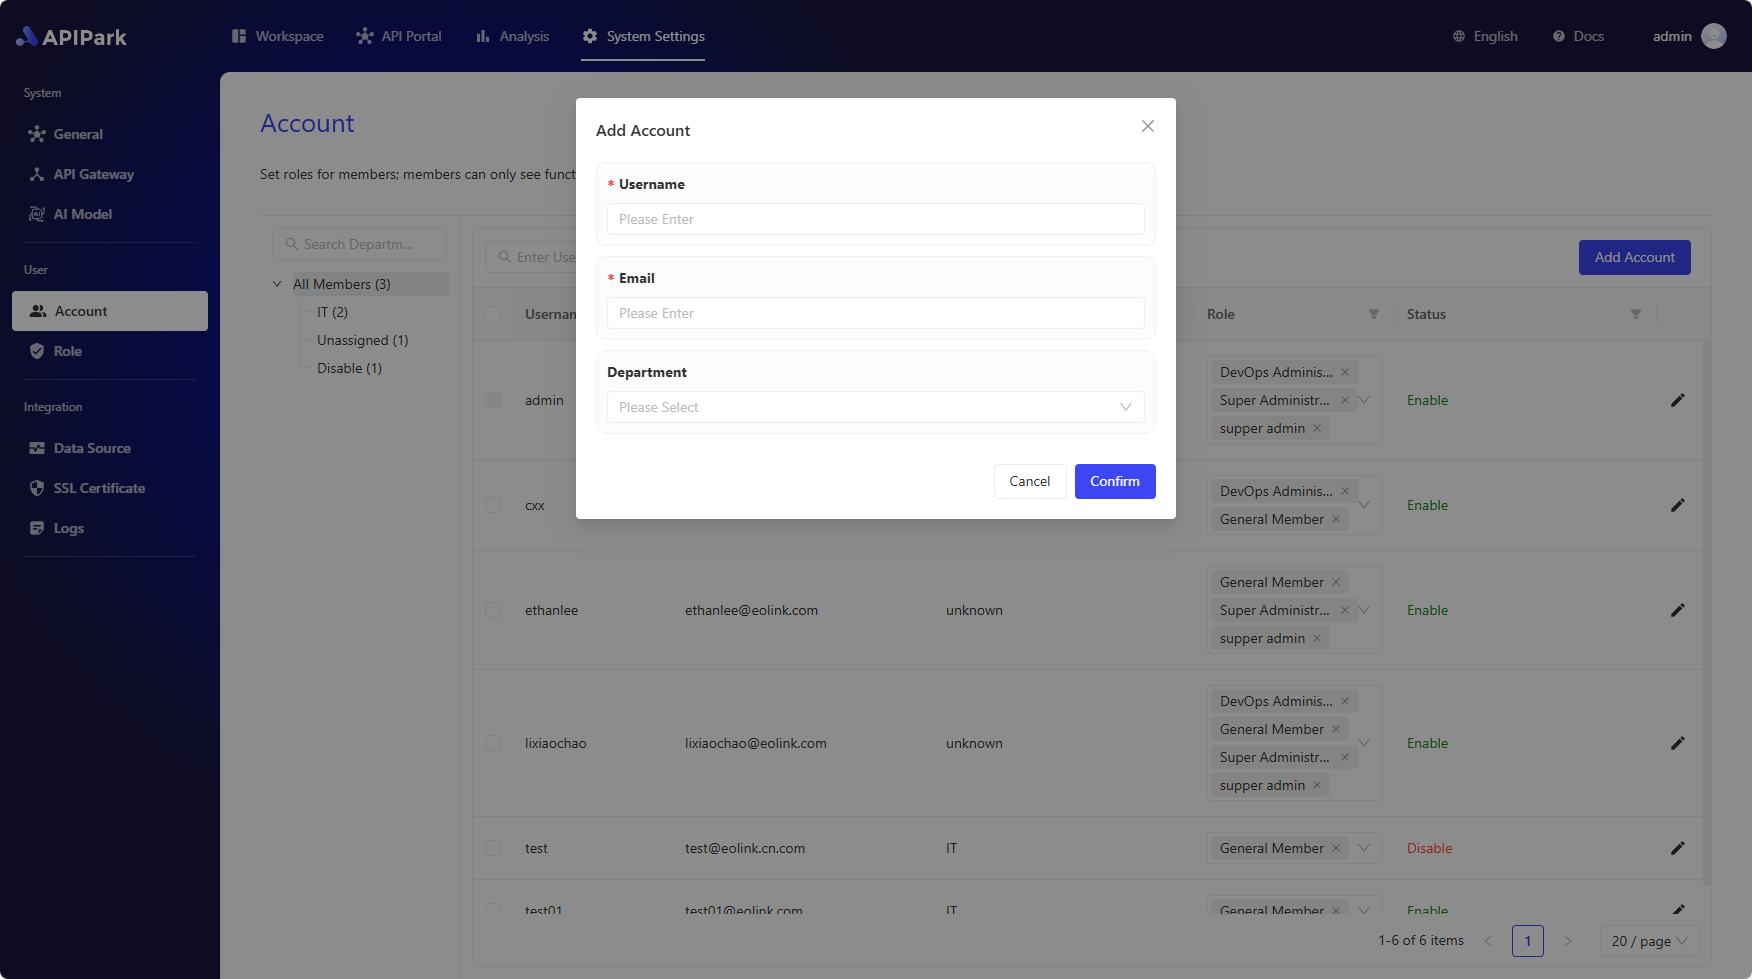 APIPark
Workspace
API Portal
Analysis
System Settings
English
Docs
admin
System
General
API Gateway
AI Model
User
Account
Role
Integration
Data Source
SSL Certificate
Logs
Account
Set roles for members; members can only see funct
Search Departm...
All Members (3)
IT (2)
Unassigned (1)
Disable (1)
Enter Use
Add Account
Usernam
Role
Status
admin
DevOps Adminis...
Super Administr...
supper admin
Enable
cxx
DevOps Adminis...
General Member
Enable
ethanlee
ethanlee@eolink.com
unknown
General Member
Super Administr...
supper admin
Enable
lixiaochao
lixiaochao@eolink.com
unknown
DevOps Adminis...
General Member
Super Administr...
supper admin
Enable
test
test@eolink.cn.com
IT
General Member
Disable
test01
test01@eolink.com
IT
General Member
Enable
1-6 of 6 items
1
20 / page
Add Account
* Username
Please Enter
* Email
Please Enter
Department
Please Select
Cancel
Confirm